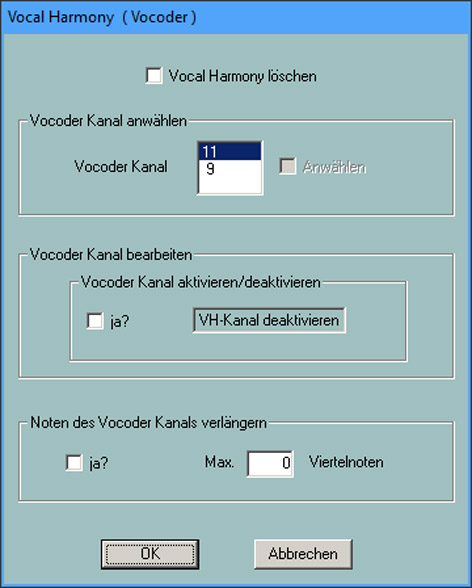 Vocal Harmony ( Vocoder )
Vocal Harmony löschen
Vocoder Kanal anwählen
Vocoder Kanal
11
9
Anwählen
Vocoder Kanal bearbeiten
Vocoder Kanal aktivieren/deaktivieren
ja?
VH-Kanal deaktivieren
Noten des Vocoder Kanals verlängern
ja?
Max. 0 Viertelnoten
OK
Abbrechen